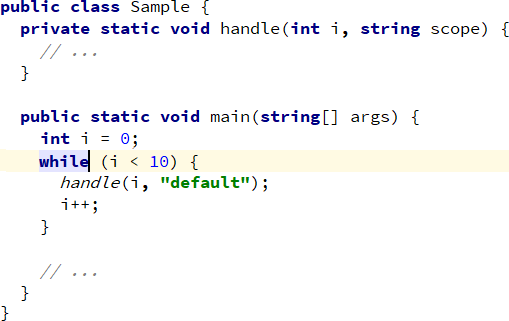 public class Sample {
private static void handle(int i, string scope) {
// ...
}
public static void main(string[] args) {
int i = 0;
while (i < 10) {
handle(i, "default");
i++;
}
// ...
}
}